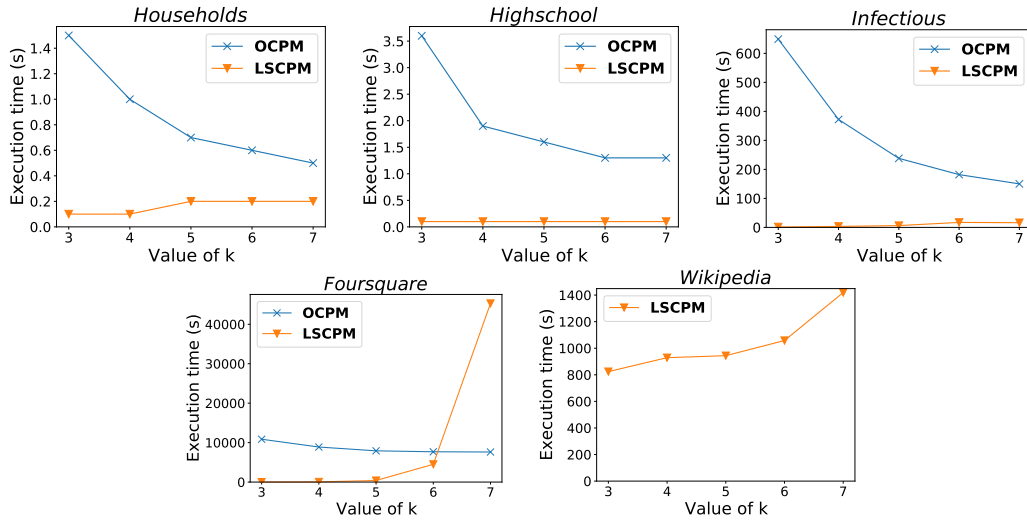 Households
Execution time (s)
1.4
1.2
1.0
0.8
0.6
0.4
0.2
0.0
OCPM
LSCPM
3 4 5 6 7
Value of k
Highschool
Execution time (s)
3.5
3.0
2.5
2.0
1.5
1.0
0.5
0.0
OCPM
LSCPM
3 4 5 6 7
Value of k
Infectious
Execution time (s)
600
500
400
300
200
100
0
OCPM
LSCPM
3 4 5 6 7
Value of k
Foursquare
Execution time (s)
40000
30000
20000
10000
0
OCPM
LSCPM
3 4 5 6 7
Value of k
Wikipedia
Execution time (s)
1400
1200
1000
800
600
400
200
0
LSCPM
3 4 5 6 7
Value of k